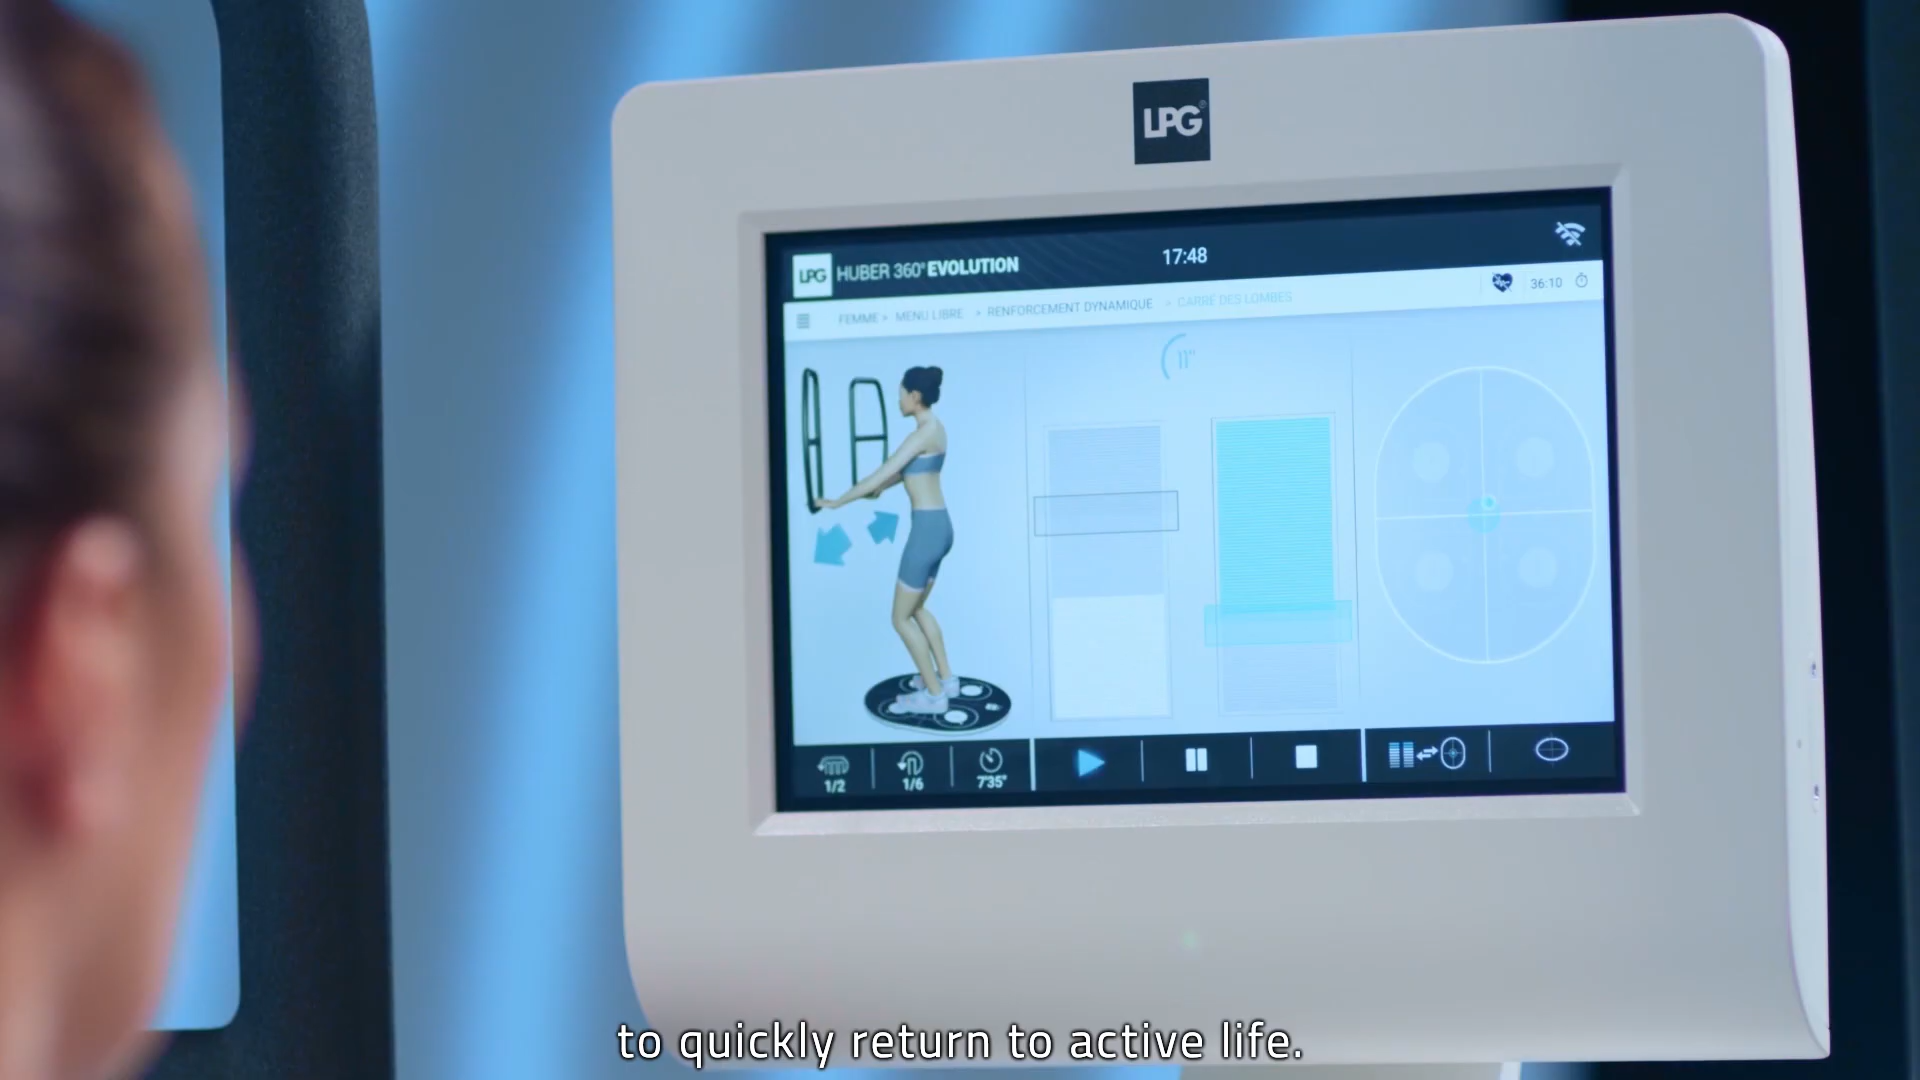 LPG®
17:48
LPG HUBER 360° EVOLUTION
36:10
FEMME > MENU LIBRE > RENFORCEMENT DYNAMIQUE > CARRÉ DES LOMBES
11"
1/2 1/6 7'35"
to quickly return to active life.